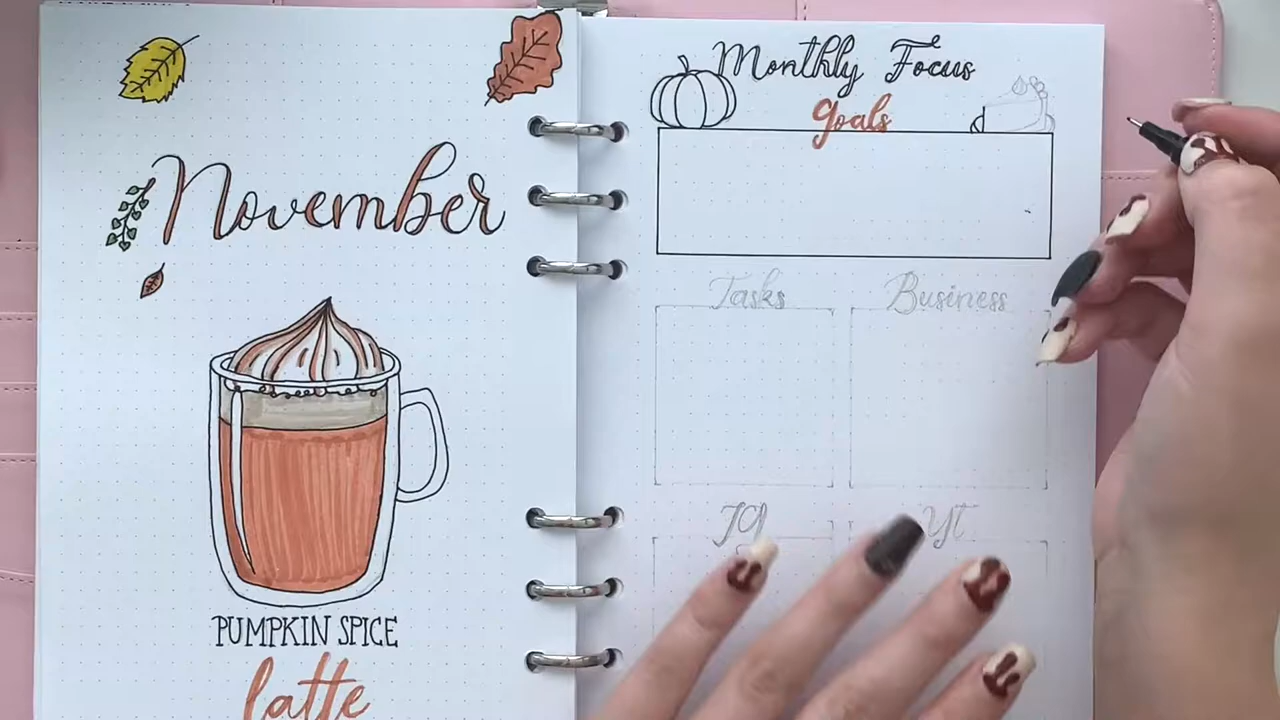 November
PUMPKIN SPICE
latte
Monthly Focus
goals
Tasks
Business
IG
YT